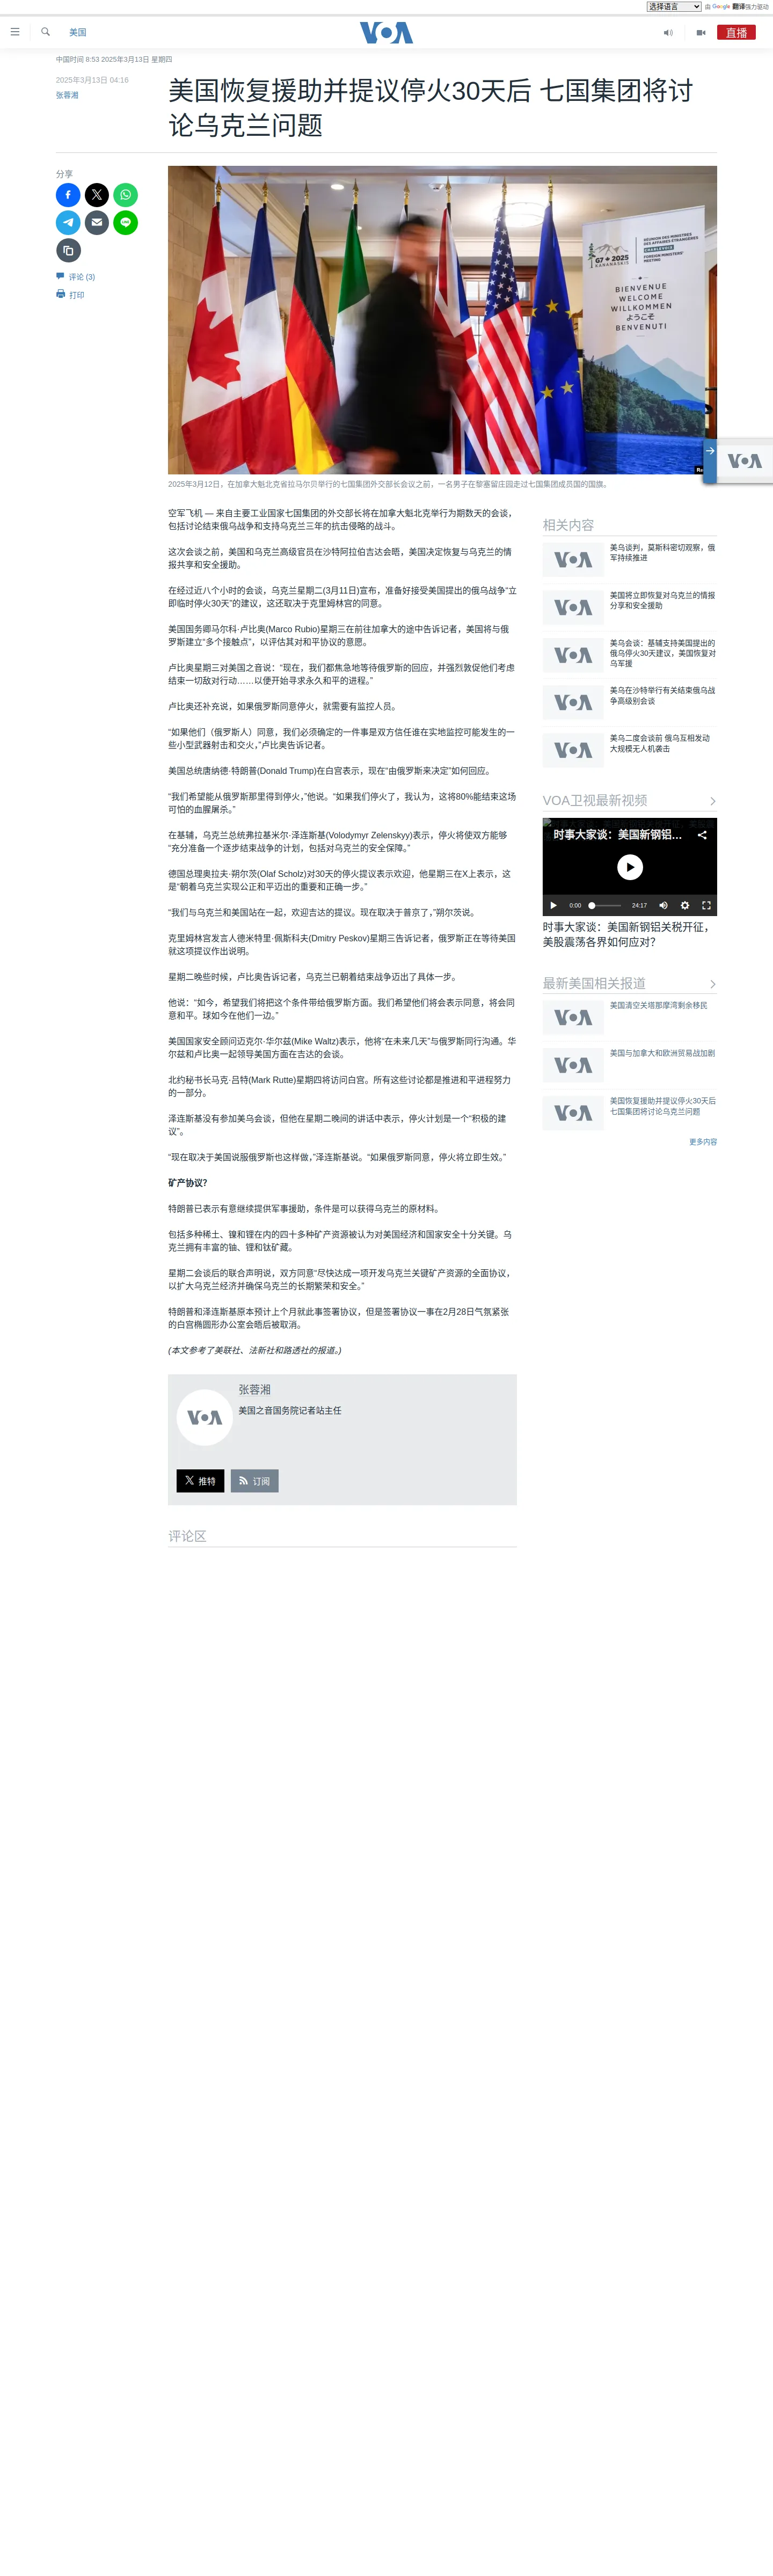 选择语言 由 Google 翻译强力驱动
美国
VOA
直播
中国时间 8:53 2025年3月13日 星期四
2025年3月13日 04:16
张蓉湘
美国恢复援助并提议停火30天后 七国集团将讨
论乌克兰问题
分享
评论 (3)
打印
G7 2025
KANANASKIS
RÉUNION DES MINISTRES
DES AFFAIRES ÉTRANGÈRES
CHARLEVOIX
FOREIGN MINISTERS'
MEETING
BIENVENUE
WELCOME
WILLKOMMEN
ようこそ
BENVENUTI
2025年3月12日，在加拿大魁北克省拉马尔贝举行的七国集团外交部长会议之前，一名男子在黎塞留庄园走过七国集团成员国的国旗。
VOA
空军飞机 — 来自主要工业国家七国集团的外交部长将在加拿大魁北克举行为期数天的会谈，
包括讨论结束俄乌战争和支持乌克兰三年的抗击侵略的战斗。
这次会谈之前，美国和乌克兰高级官员在沙特阿拉伯吉达会晤，美国决定恢复与乌克兰的情
报共享和安全援助。
在经过近八个小时的会谈，乌克兰星期二(3月11日)宣布，准备好接受美国提出的俄乌战争“立
即临时停火30天”的建议，这还取决于克里姆林宫的同意。
美国国务卿马尔科·卢比奥(Marco Rubio)星期三在前往加拿大的途中告诉记者，美国将与俄
罗斯建立“多个接触点”，以评估其对和平协议的意愿。
卢比奥星期三对美国之音说：“现在，我们都焦急地等待俄罗斯的回应，并强烈敦促他们考虑
结束一切敌对行动……以便开始寻求永久和平的进程。”
卢比奥还补充说，如果俄罗斯同意停火，就需要有监控人员。
“如果他们（俄罗斯人）同意，我们必须确定的一件事是双方信任谁在实地监控可能发生的一
些小型武器射击和交火，”卢比奥告诉记者。
美国总统唐纳德·特朗普(Donald Trump)在白宫表示，现在“由俄罗斯来决定”如何回应。
“我们希望能从俄罗斯那里得到停火，”他说。“如果我们停火了，我认为，这将80%能结束这场
可怕的血腥屠杀。”
在基辅，乌克兰总统弗拉基米尔·泽连斯基(Volodymyr Zelenskyy)表示，停火将使双方能够
“充分准备一个逐步结束战争的计划，包括对乌克兰的安全保障。”
德国总理奥拉夫·朔尔茨(Olaf Scholz)对30天的停火提议表示欢迎，他星期三在X上表示，这
是“朝着乌克兰实现公正和平迈出的重要和正确一步。”
“我们与乌克兰和美国站在一起，欢迎吉达的提议。现在取决于普京了，”朔尔茨说。
克里姆林宫发言人德米特里·佩斯科夫(Dmitry Peskov)星期三告诉记者，俄罗斯正在等待美国
就这项提议作出说明。
星期二晚些时候，卢比奥告诉记者，乌克兰已朝着结束战争迈出了具体一步。
他说：“如今，希望我们将把这个条件带给俄罗斯方面。我们希望他们将会表示同意，将会同
意和平。球如今在他们一边。”
美国国家安全顾问迈克尔·华尔兹(Mike Waltz)表示，他将“在未来几天”与俄罗斯同行沟通。华
尔兹和卢比奥一起领导美国方面在吉达的会谈。
北约秘书长马克·吕特(Mark Rutte)星期四将访问白宫。所有这些讨论都是推进和平进程努力
的一部分。
泽连斯基没有参加美乌会谈，但他在星期二晚间的讲话中表示，停火计划是一个“积极的建
议”。
“现在取决于美国说服俄罗斯也这样做，”泽连斯基说。“如果俄罗斯同意，停火将立即生效。”
矿产协议？
特朗普已表示有意继续提供军事援助，条件是可以获得乌克兰的原材料。
包括多种稀土、镍和锂在内的四十多种矿产资源被认为对美国经济和国家安全十分关键。乌
克兰拥有丰富的铀、锂和钛矿藏。
星期二会谈后的联合声明说，双方同意“尽快达成一项开发乌克兰关键矿产资源的全面协议，
以扩大乌克兰经济并确保乌克兰的长期繁荣和安全。”
特朗普和泽连斯基原本预计上个月就此事签署协议，但是签署协议一事在2月28日气氛紧张
的白宫椭圆形办公室会晤后被取消。
(本文参考了美联社、法新社和路透社的报道。)
VOA
张蓉湘
美国之音国务院记者站主任
推特
订阅
评论区
相关内容
VOA
美乌谈判，莫斯科密切观察，俄
军持续推进
VOA
美国将立即恢复对乌克兰的情报
分享和安全援助
VOA
美乌会谈：基辅支持美国提出的
俄乌停火30天建议，美国恢复对
乌军援
VOA
美乌在沙特举行有关结束俄乌战
争高级别会谈
VOA
美乌二度会谈前 俄乌互相发动
大规模无人机袭击
VOA卫视最新视频
时事大家谈：美国新钢铝...
0:00
24:17
时事大家谈：美国新钢铝关税开征，
美股震荡各界如何应对？
最新美国相关报道
VOA
美国清空关塔那摩湾剩余移民
VOA
美国与加拿大和欧洲贸易战加剧
VOA
美国恢复援助并提议停火30天后
七国集团将讨论乌克兰问题
更多内容